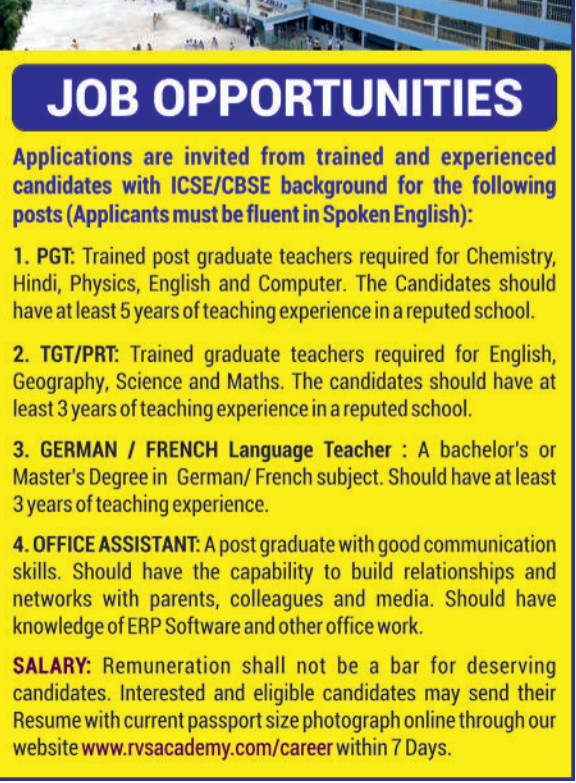 JOB OPPORTUNITIES
Applications are invited from trained and experienced
candidates with ICSE/CBSE background for the following
posts (Applicants must be fluent in Spoken English):
1. PGT: Trained post graduate teachers required for Chemistry,
Hindi, Physics, English and Computer. The Candidates should
have at least 5 years of teaching experience in a reputed school.
2. TGT/PRT: Trained graduate teachers required for English,
Geography, Science and Maths. The candidates should have at
least 3 years of teaching experience in a reputed school.
3. GERMAN / FRENCH Language Teacher : A bachelor's or
Master's Degree in German/ French subject. Should have at least
3 years of teaching experience.
4. OFFICE ASSISTANT: A post graduate with good communication
skills. Should have the capability to build relationships and
networks with parents, colleagues and media. Should have
knowledge of ERP Software and other office work.
SALARY: Remuneration shall not be a bar for deserving
candidates. Interested and eligible candidates may send their
Resume with current passport size photograph online through our
website www.rvsacademy.com/career within 7 Days.